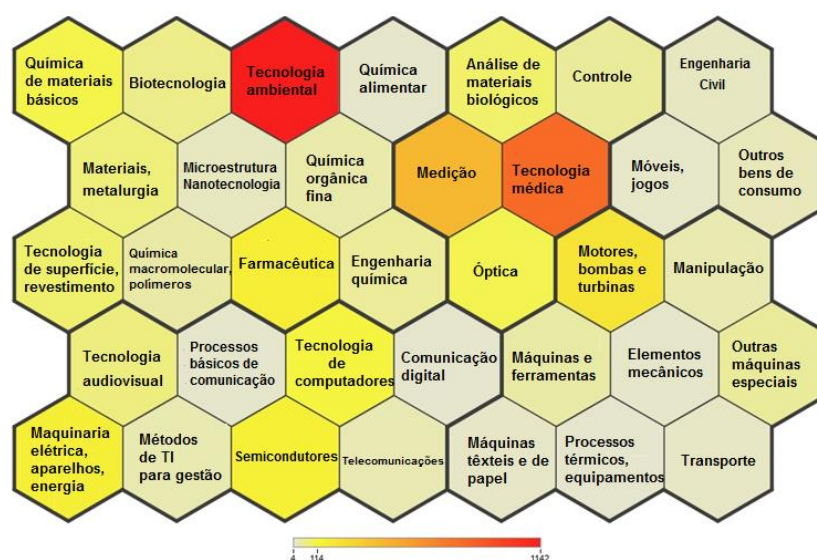 Química
de materiais
básicos
Biotecnologia
Tecnologia
ambiental
Química
alimentar
Análise de
materiais
biológicos
Controle
Engenharia
Civil
Materiais,
metalurgia
Microestrutura
Nanotecnologia
Química
orgânica
fina
Medição
Tecnologia
médica
Móveis,
jogos
Outros
bens de
consumo
Tecnologia
de superfície,
revestimento
Química
macromolecular,
polímeros
Farmacêutica
Engenharia
química
Óptica
Motores,
bombas e
turbinas
Manipulação
Tecnologia
audiovisual
Processos
básicos de
comunicação
Tecnologia
de
computadores
Comunicação
digital
Máquinas e
ferramentas
Elementos
mecânicos
Outras
máquinas
especiais
Maquinaria
elétrica,
aparelhos,
energia
Métodos
de TI
para gestão
Semicondutores
Telecomunicações
Máquinas
têxteis e de
papel
Processos
térmicos,
equipamentos
Transporte
4 114 1142